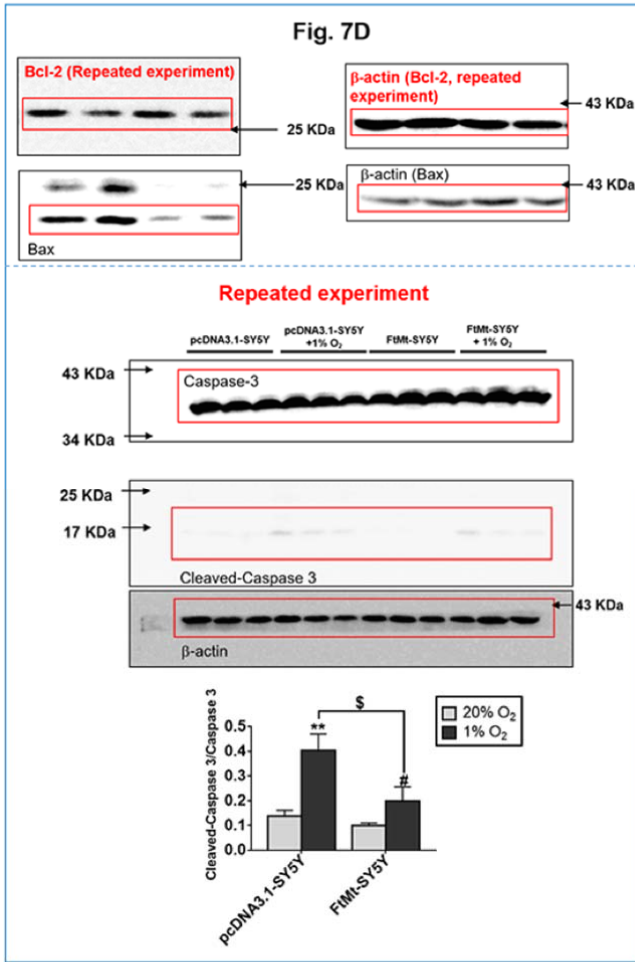 Fig. 7D
Bcl-2 (Repeated experiment)
25 KDa
β-actin (Bcl-2, repeated
experiment)
43 KDa
25 KDa
Bax
β-actin (Bax)
43 KDa
Repeated experiment
pcDNA3.1-SY5Y
pcDNA3.1-SY5Y
+1% O₂
FtMt-SY5Y
FtMt-SY5Y
+ 1% O₂
43 KDa
Caspase-3
34 KDa
25 KDa
17 KDa
Cleaved-Caspase 3
43 KDa
β-actin
Cleaved-Caspase 3/Caspase 3
0.5
0.4
0.3
0.2
0.1
0.0
**
$
#
20% O₂
1% O₂
pcDNA3.1-SY5Y
FtMt-SY5Y